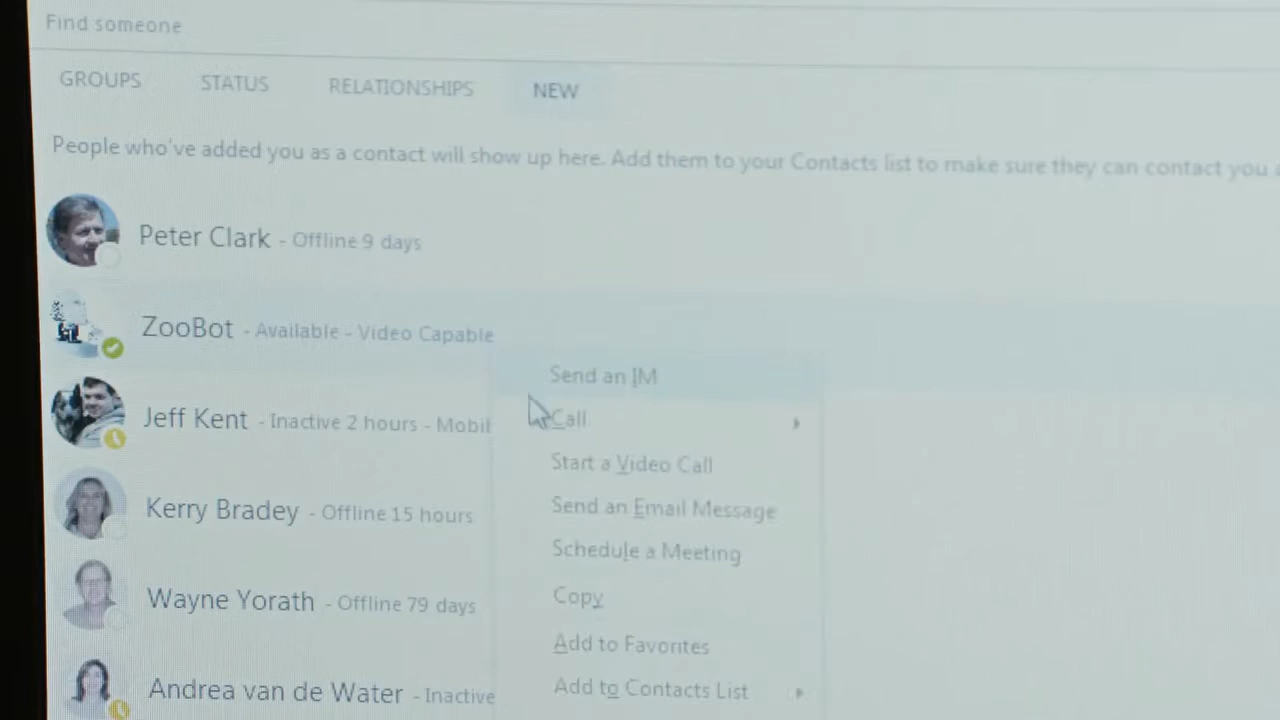 Find someone
GROUPS STATUS RELATIONSHIPS NEW
People who've added you as a contact will show up here. Add them to your Contacts list to make sure they can contact you
Peter Clark - Offline 9 days
ZooBot - Available - Video Capable
Send an IM
Jeff Kent - Inactive 2 hours - Mobil
Call
Start a Video Call
Send an Email Message
Kerry Bradey - Offline 15 hours
Schedule a Meeting
Copy
Wayne Yorath - Offline 79 days
Add to Favorites
Add to Contacts List
Andrea van de Water - Inactive